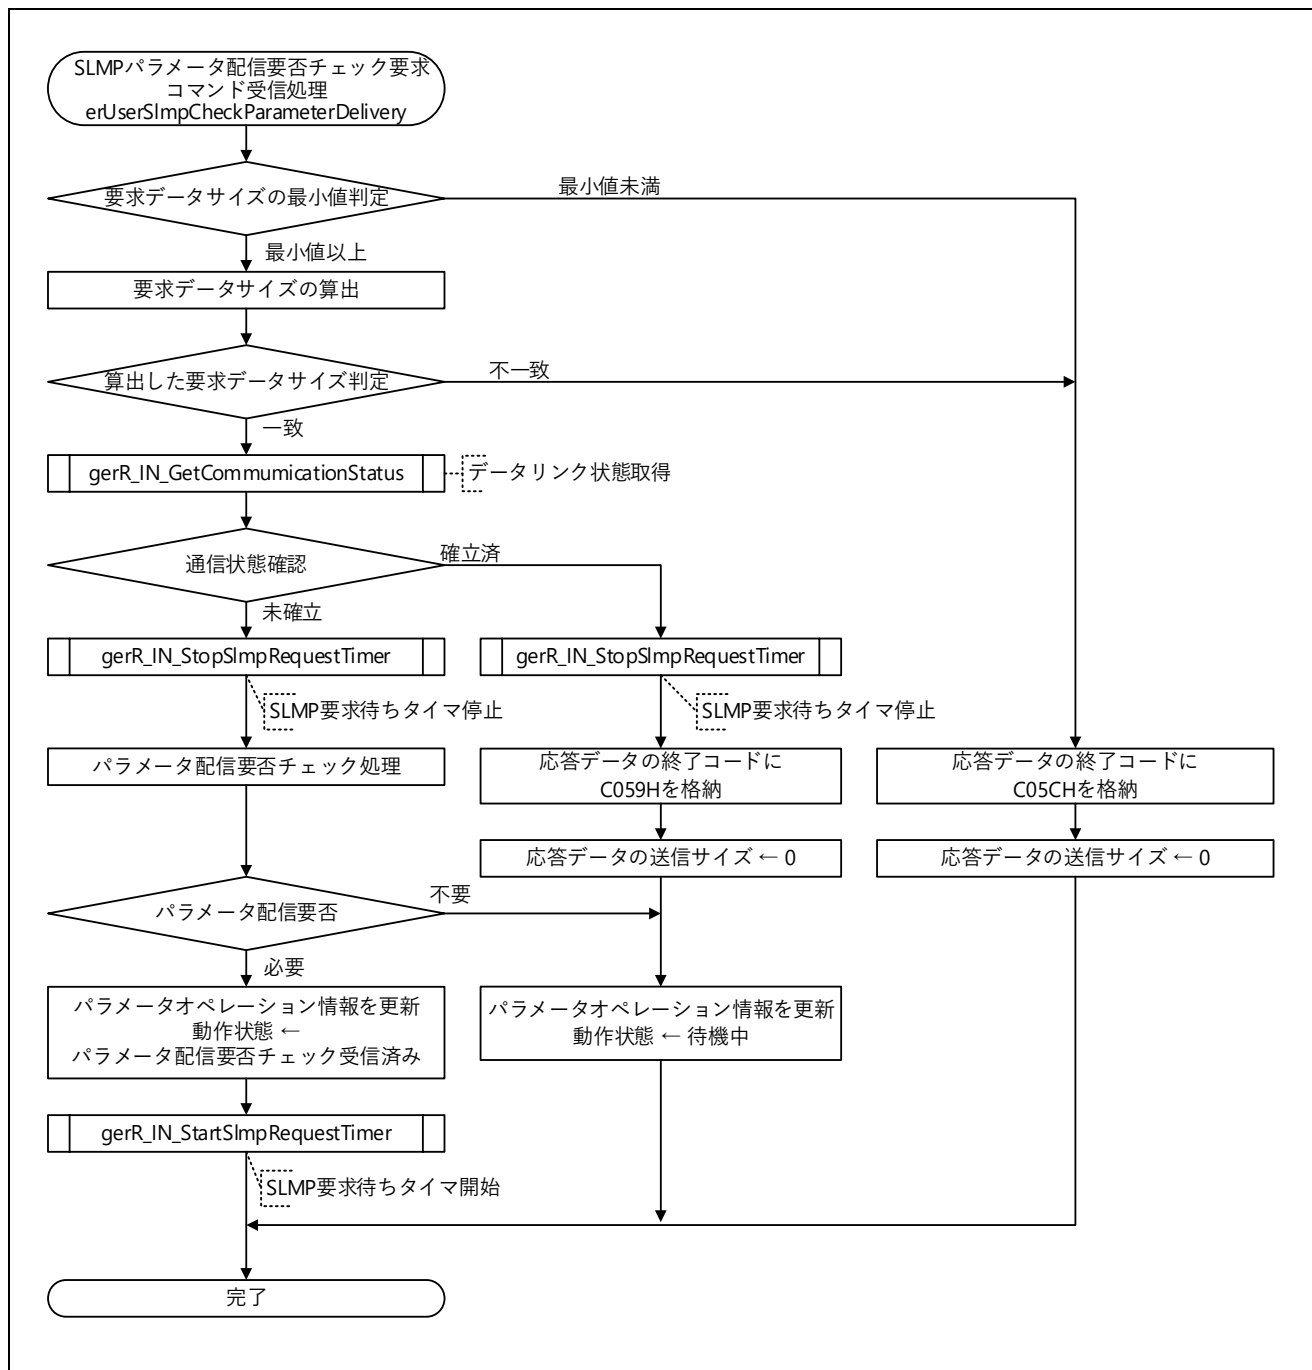 SLMPパラメータ配信要否チェック要求
コマンド受信処理
erUserSlmpCheckParameterDelivery
要求データサイズの最小値判定
最小値未満
最小値以上
要求データサイズの算出
算出した要求データサイズ判定
不一致
一致
gerR_IN_GetCommumicationStatus
データリンク状態取得
通信状態確認
確立済
未確立
gerR_IN_StopSlmpRequestTimer
gerR_IN_StopSlmpRequestTimer
SLMP要求待ちタイマ停止
SLMP要求待ちタイマ停止
パラメータ配信要否チェック処理
応答データの終了コードに
C059Hを格納
応答データの終了コードに
C05CHを格納
応答データの送信サイズ ← 0
応答データの送信サイズ ← 0
パラメータ配信要否
不要
必要
パラメータオペレーション情報を更新
動作状態 ←
パラメータ配信要否チェック受信済み
パラメータオペレーション情報を更新
動作状態 ← 待機中
gerR_IN_StartSlmpRequestTimer
SLMP要求待ちタイマ開始
完了